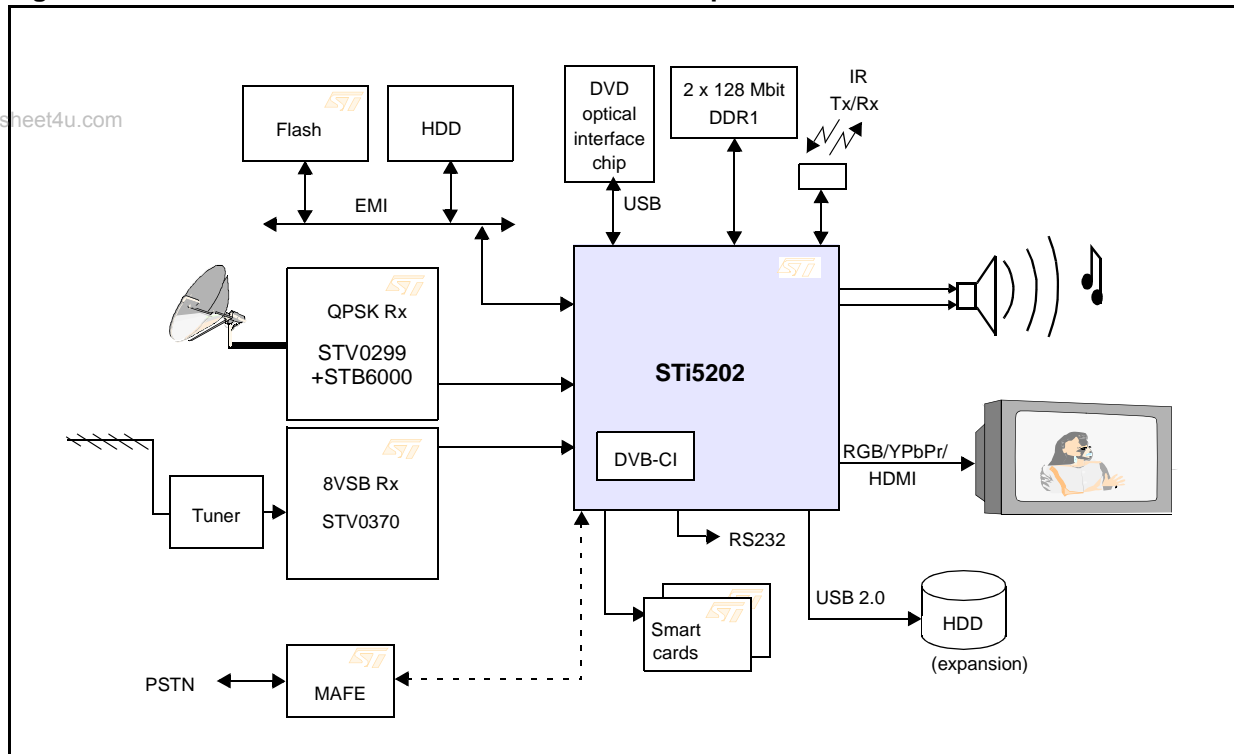 sheet4u.com
Flash
HDD
DVD
optical
interface
chip
2 x 128 Mbit
DDR1
IR
Tx/Rx
EMI
USB
QPSK Rx
STV0299
+STB6000
STi5202
DVB-CI
8VSB Rx
STV0370
Tuner
RGB/YPbPr/
HDMI
RS232
USB 2.0
HDD
(expansion)
Smart
cards
PSTN
MAFE